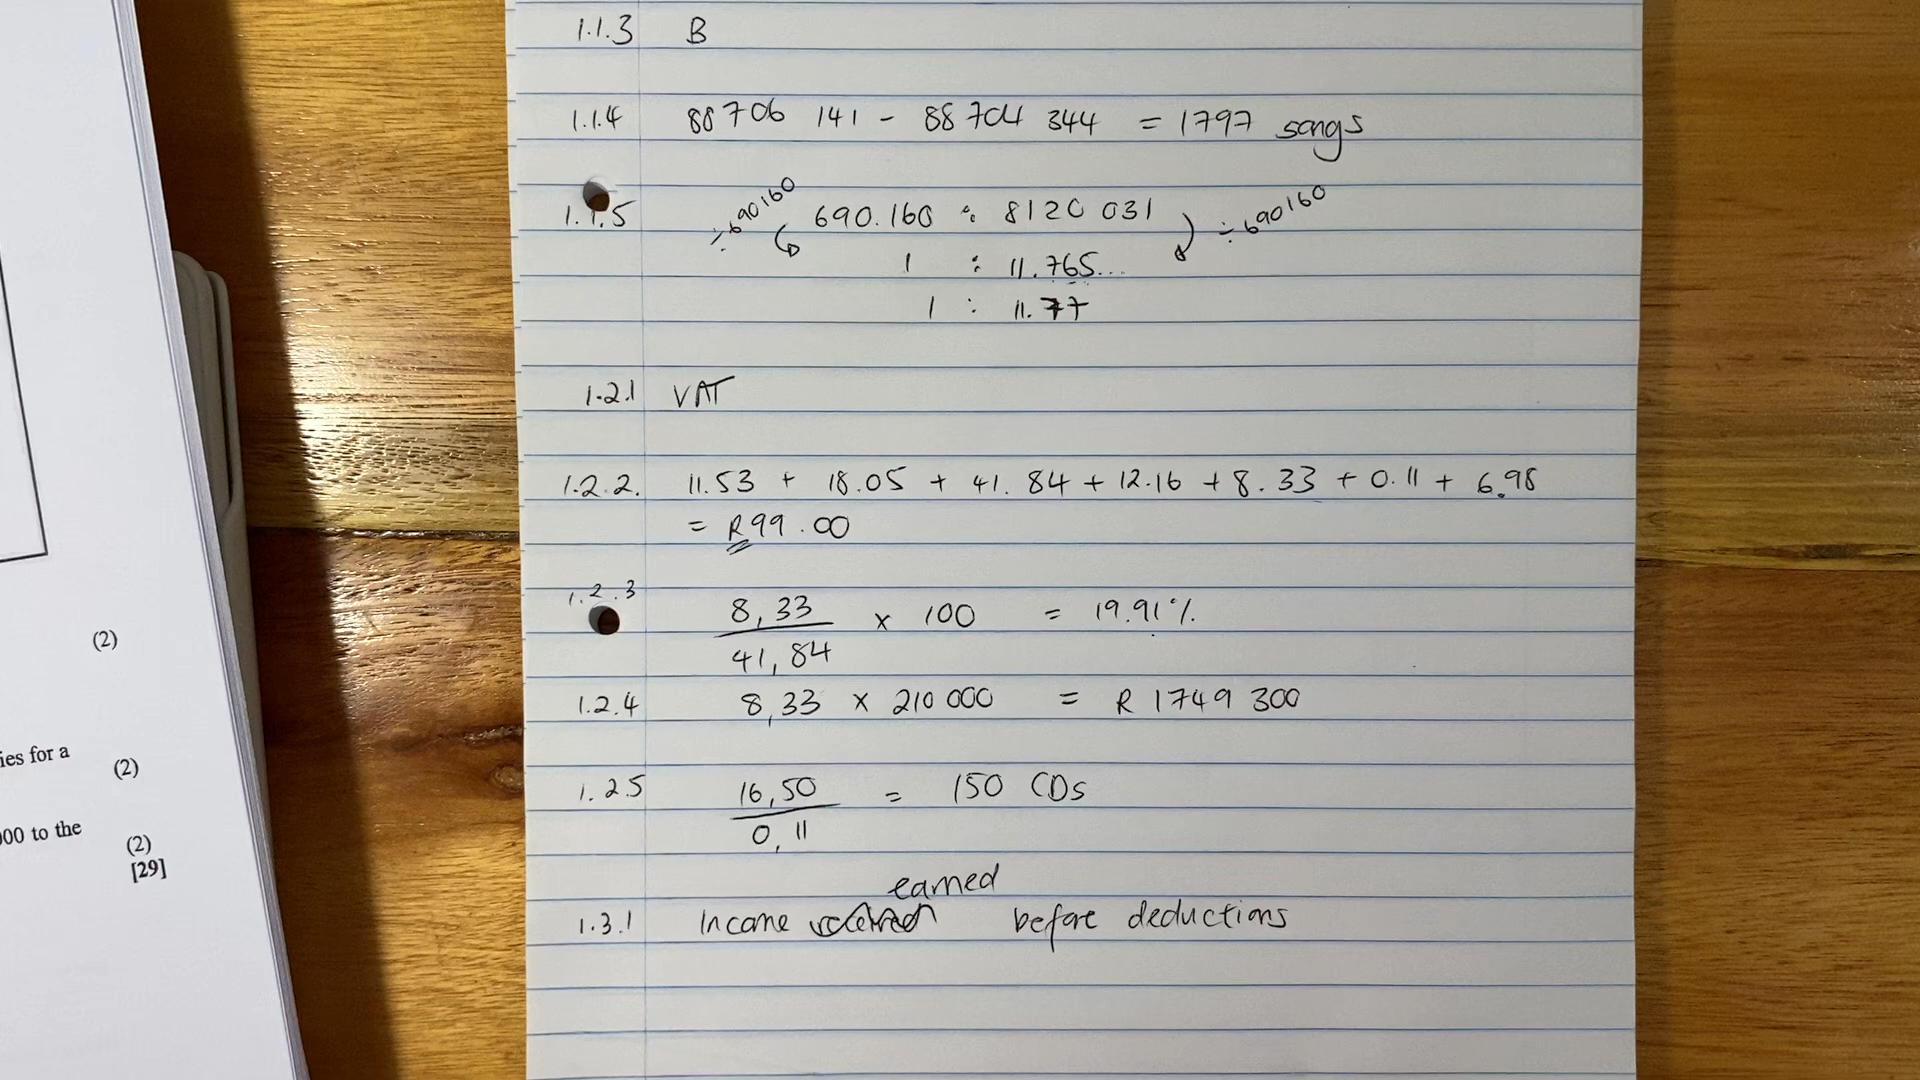 1.1.3 B
1.1.4 88 706 141 - 88 704 344 = 1797 songs
1.1.5 ÷690160 690.160 : 8120 031 ÷690160
1 : 11.765...
1 : 11.77
1.2.1 VAT
1.2.2. 11.53 + 18.05 + 41.84 + 12.16 + 8.33 + 0.11 + 6.98
= R99.00
1.2.3 8,33 / 41,84 x 100 = 19.91%
1.2.4 8,33 x 210 000 = R 1749 300
1.2.5 16,50 / 0,11 = 150 CDs
earned
1.3.1 Income before deductions
(2)
ies for a
(2)
000 to the
(2)
[29]